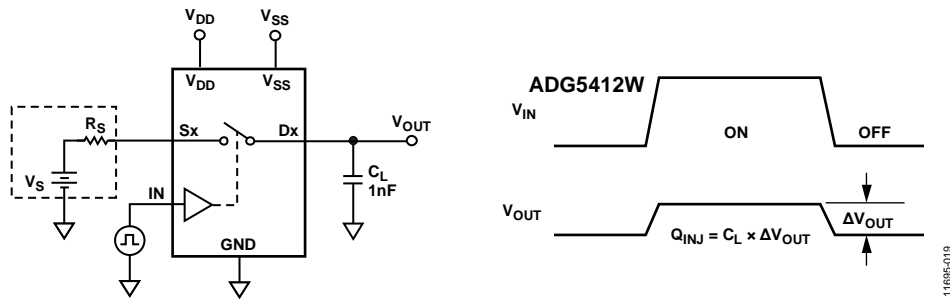 VDD
VSS
VDD
VSS
RS
Sx
Dx
VOUT
VS
IN
CL
1nF
GND
ADG5412W
VIN
ON
OFF
VOUT
QINJ = CL × ΔVOUT
ΔVOUT
11695-019